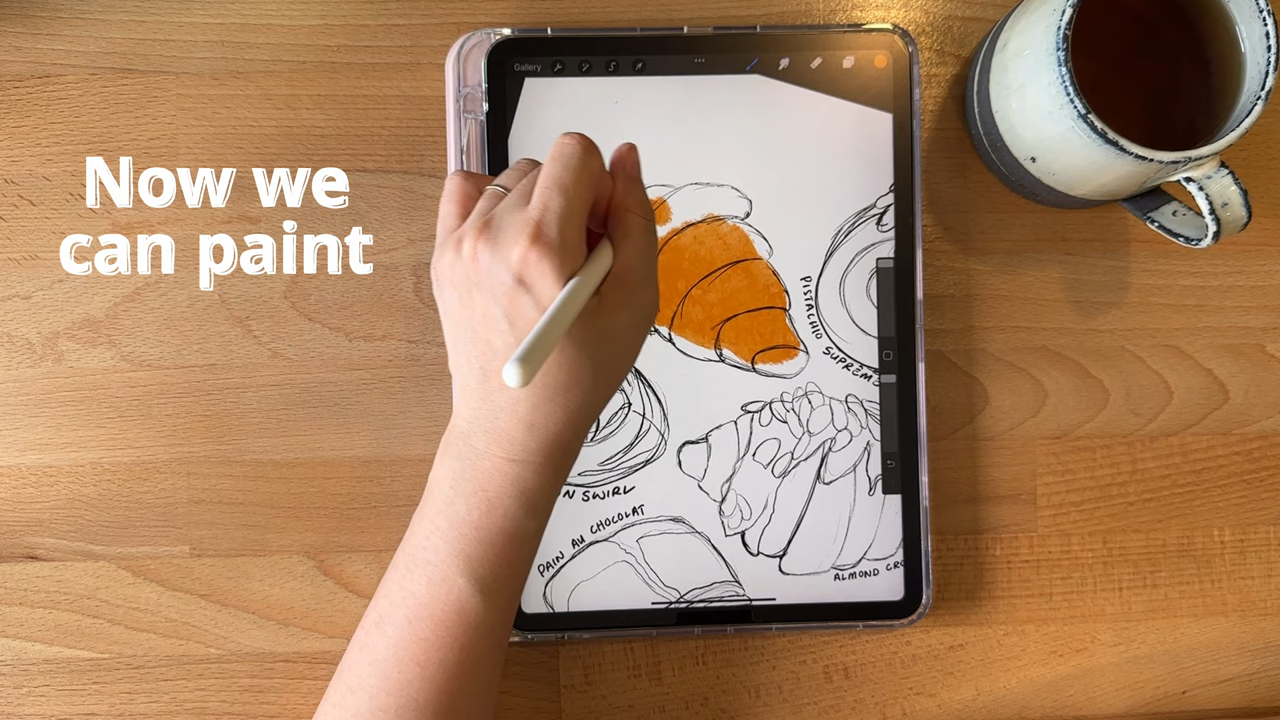 Now we
can paint
Gallery
PISTACHIO SUPRÊME
N SWIRL
PAIN AU CHOCOLAT
ALMOND CRO